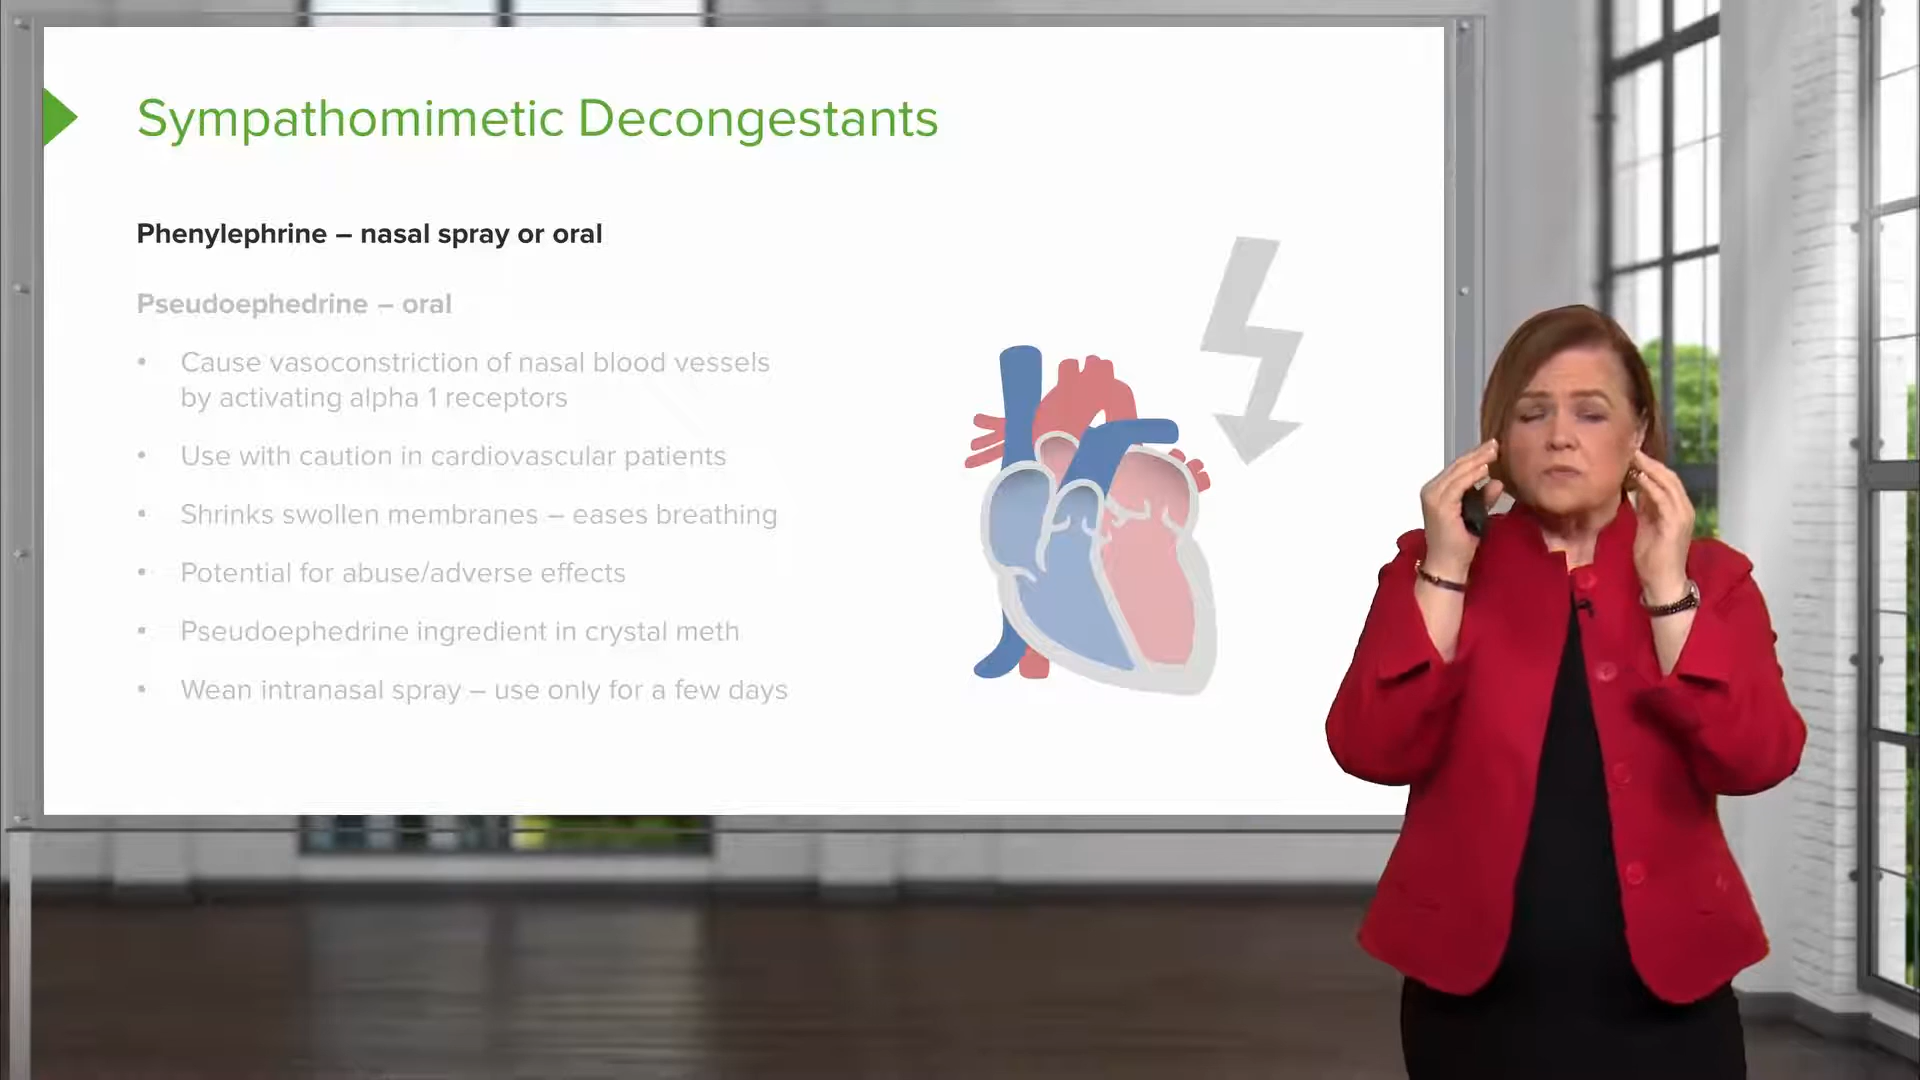 Sympathomimetic Decongestants
Phenylephrine – nasal spray or oral
Pseudoephedrine – oral
• Cause vasoconstriction of nasal blood vessels
by activating alpha 1 receptors
• Use with caution in cardiovascular patients
• Shrinks swollen membranes – eases breathing
• Potential for abuse/adverse effects
• Pseudoephedrine ingredient in crystal meth
• Wean intranasal spray – use only for a few days